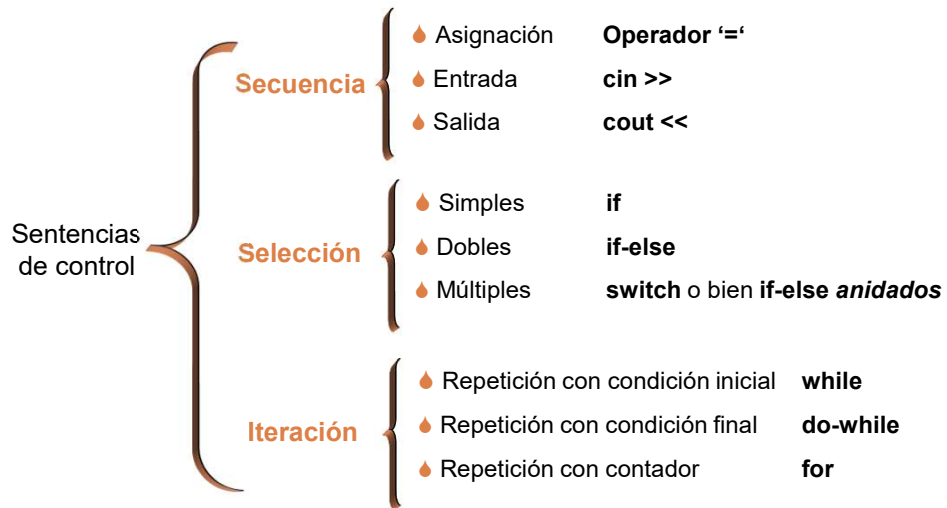 Sentencias
de control
Secuencia
Asignación Operador ‘=‘
Entrada cin >>
Salida cout <<
Selección
Simples if
Dobles if-else
Múltiples switch o bien if-else anidados
Iteración
Repetición con condición inicial while
Repetición con condición final do-while
Repetición con contador for